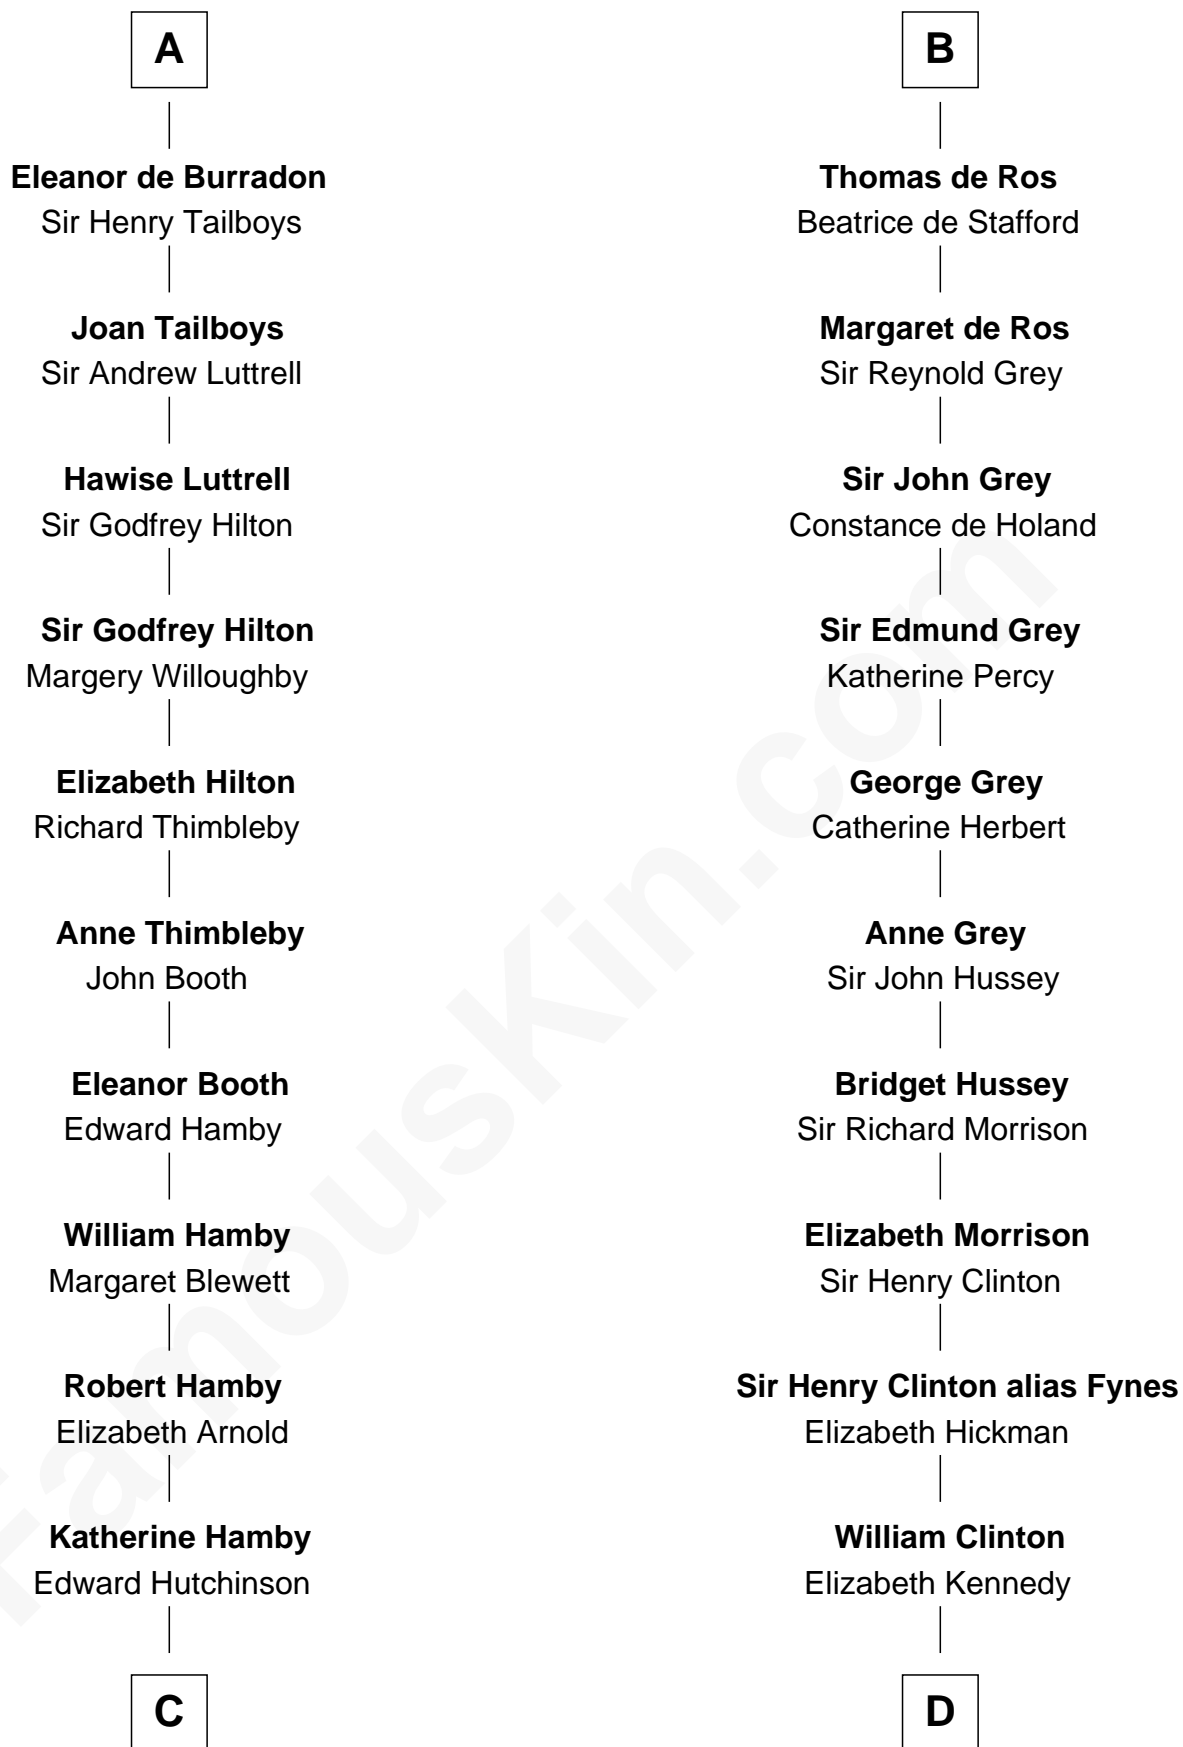 A
Eleanor de Burradon
Sir Henry Tailboys
Joan Tailboys
Sir Andrew Luttrell
Hawise Luttrell
Sir Godfrey Hilton
Sir Godfrey Hilton
Margery Willoughby
Elizabeth Hilton
Richard Thimbleby
Anne Thimbleby
John Booth
Eleanor Booth
Edward Hamby
William Hamby
Margaret Blewett
Robert Hamby
Elizabeth Arnold
Katherine Hamby
Edward Hutchinson
C
B
Thomas de Ros
Beatrice de Stafford
Margaret de Ros
Sir Reynold Grey
Sir John Grey
Constance de Holand
Sir Edmund Grey
Katherine Percy
George Grey
Catherine Herbert
Anne Grey
Sir John Hussey
Bridget Hussey
Sir Richard Morrison
Elizabeth Morrison
Sir Henry Clinton
Sir Henry Clinton alias Fynes
Elizabeth Hickman
William Clinton
Elizabeth Kennedy
D
FamousKin.com